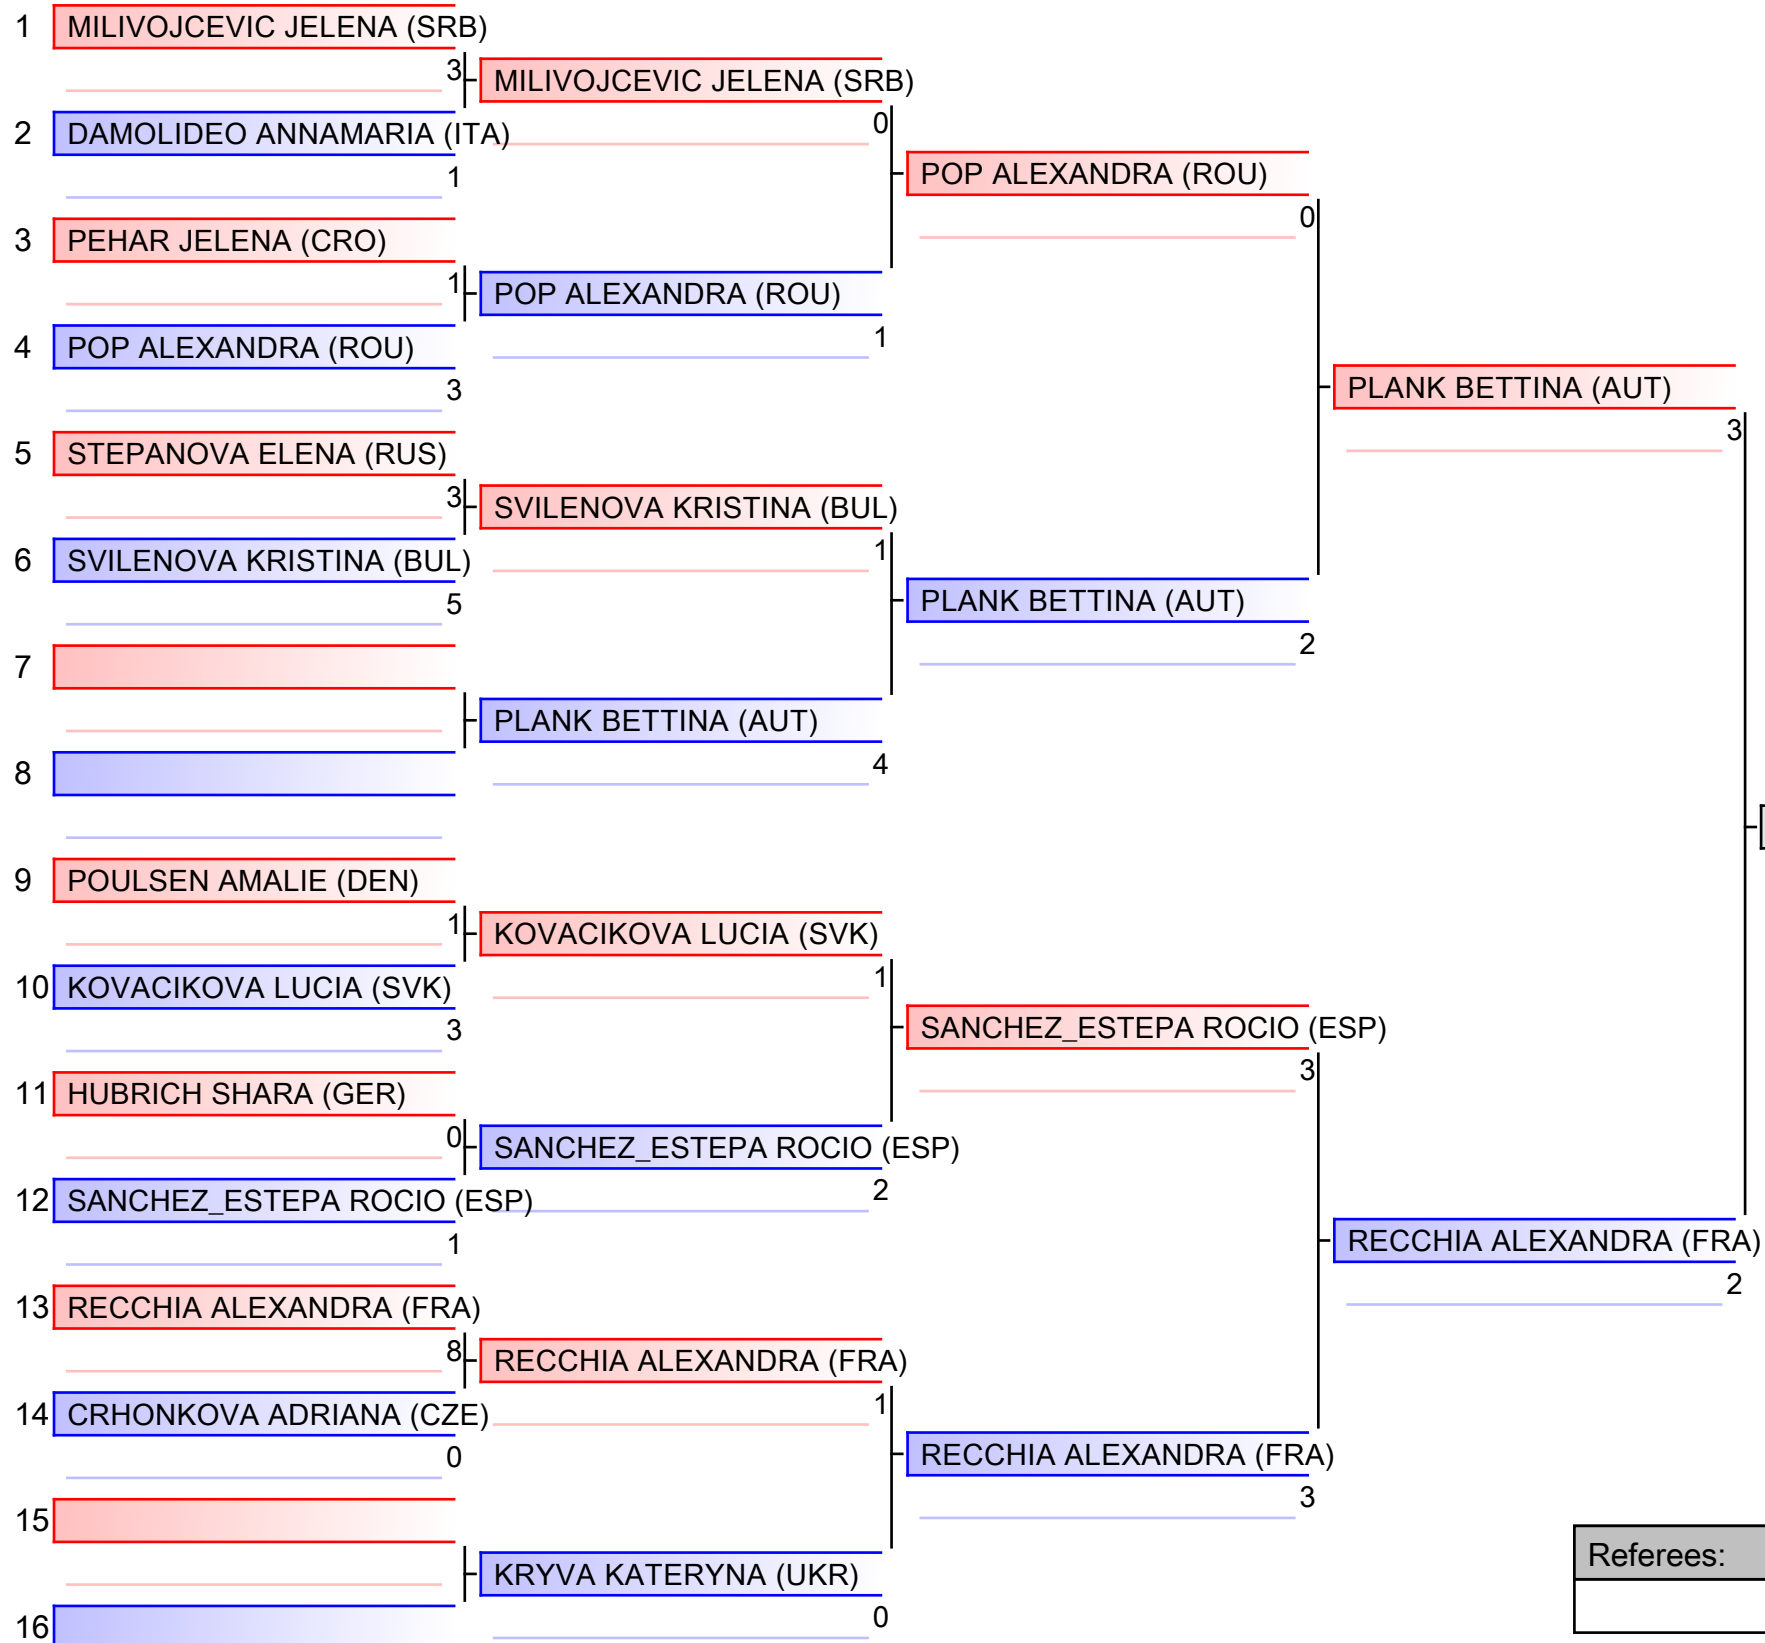 1 MILIVOJCEVIC JELENA (SRB)
3 MILIVOJCEVIC JELENA (SRB)
2 DAMOLIDEO ANNAMARIA (ITA)
0
1
POP ALEXANDRA (ROU)
3 PEHAR JELENA (CRO)
0
1 POP ALEXANDRA (ROU)
4 POP ALEXANDRA (ROU)
1
3
PLANK BETTINA (AUT)
3
5 STEPANOVA ELENA (RUS)
3 SVILENOVA KRISTINA (BUL)
6 SVILENOVA KRISTINA (BUL)
1
5
PLANK BETTINA (AUT)
2
7
PLANK BETTINA (AUT)
8
4
9 POULSEN AMALIE (DEN)
1 KOVACIKOVA LUCIA (SVK)
10 KOVACIKOVA LUCIA (SVK)
1
3
SANCHEZ_ESTEPA ROCIO (ESP)
3
11 HUBRICH SHARA (GER)
0 SANCHEZ_ESTEPA ROCIO (ESP)
12 SANCHEZ_ESTEPA ROCIO (ESP)
2
1
RECCHIA ALEXANDRA (FRA)
2
13 RECCHIA ALEXANDRA (FRA)
8 RECCHIA ALEXANDRA (FRA)
14 CRHONKOVA ADRIANA (CZE)
1
0
RECCHIA ALEXANDRA (FRA)
3
15
KRYVA KATERYNA (UKR)
16
0
Referees: